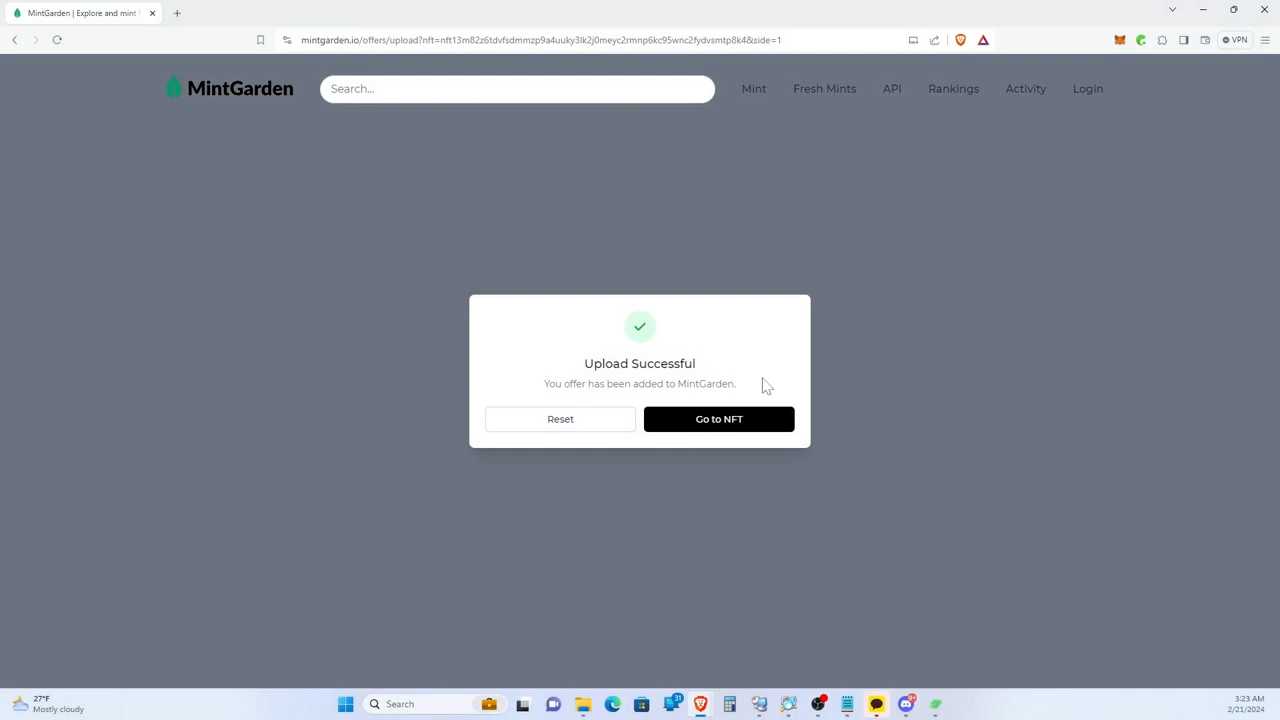 MintGarden | Explore and mint
mintgarden.io/offers/upload?nft=nft13m82z6tdvfsdmmzp9a4uuky3lk2j0meyc2rmnp6kc95wnc2fydvsmtp8k4&side=1
VPN
MintGarden
Search...
Mint
Fresh Mints
API
Rankings
Activity
Login
Upload Successful
You offer has been added to MintGarden.
Reset
Go to NFT
27°F
Mostly cloudy
Search
31
9+
3:23 AM
2/21/2024